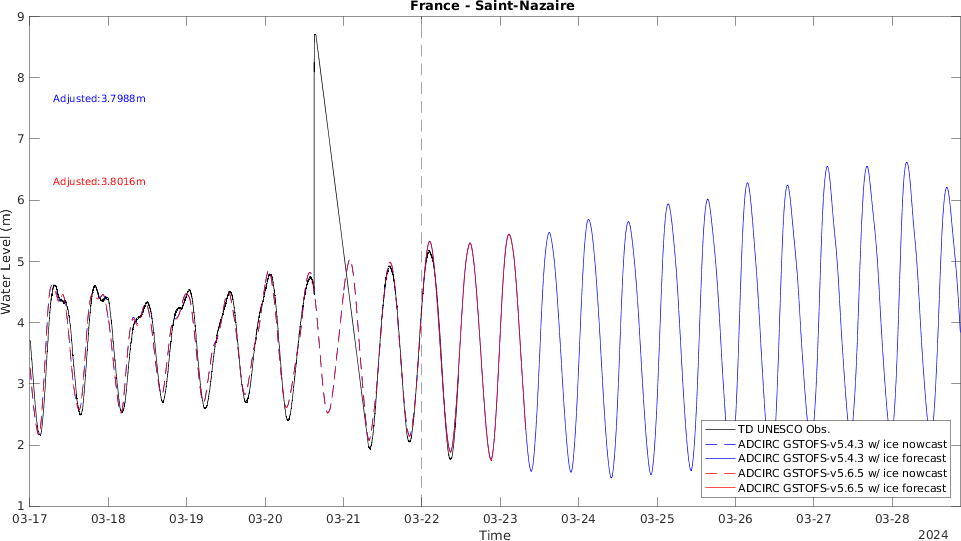 France - Saint-Nazaire
9
8
7
6
5
4
3
2
1
Water Level (m)
Adjusted:3.7988m
Adjusted:3.8016m
TD UNESCO Obs.
ADCIRC GSTOFS-v5.4.3 w/ ice nowcast
ADCIRC GSTOFS-v5.4.3 w/ ice forecast
ADCIRC GSTOFS-v5.6.5 w/ ice nowcast
ADCIRC GSTOFS-v5.6.5 w/ ice forecast
03-17 03-18 03-19 03-20 03-21 03-22 03-23 03-24 03-25 03-26 03-27 03-28
Time
2024